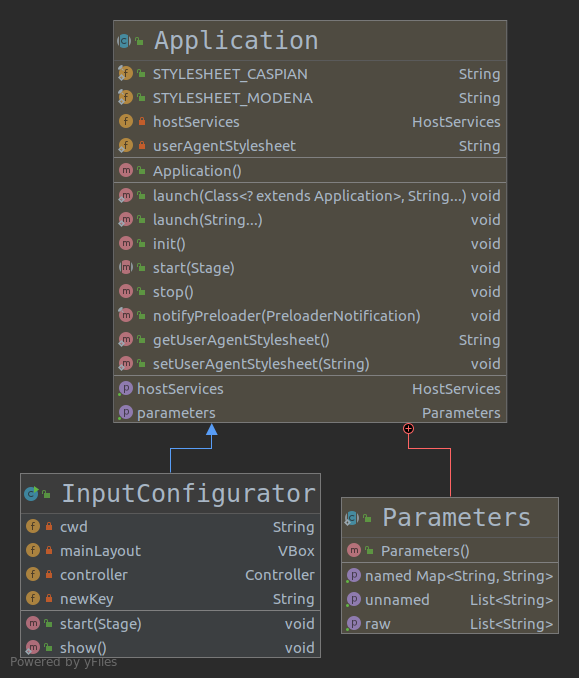 Application
STYLESHEET_CASPIAN String
STYLESHEET_MODENA String
hostServices HostServices
userAgentStylesheet String
Application()
launch(Class<? extends Application>, String...) void
launch(String...) void
init() void
start(Stage) void
stop() void
notifyPreloader(PreloaderNotification) void
getUserAgentStylesheet() String
setUserAgentStylesheet(String) void
hostServices HostServices
parameters Parameters
InputConfigurator
cwd String
mainLayout VBox
controller Controller
newKey String
start(Stage) void
show() void
Parameters
Parameters()
named Map<String, String>
unnamed List<String>
raw List<String>
Powered by yFiles